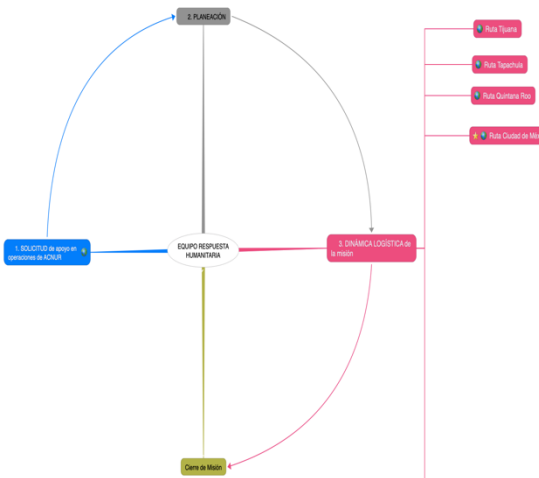 2. PLANEACIÓN
Ruta Tijuana
Ruta Tapachula
Ruta Quintana Roo
Ruta Ciudad de Méx
1. SOLICITUD de apoyo en
operaciones de ACNUR
EQUIPO RESPUESTA
HUMANITARIA
3. DINÁMICA LOGÍSTICA de
la misión
Cierre de Misión